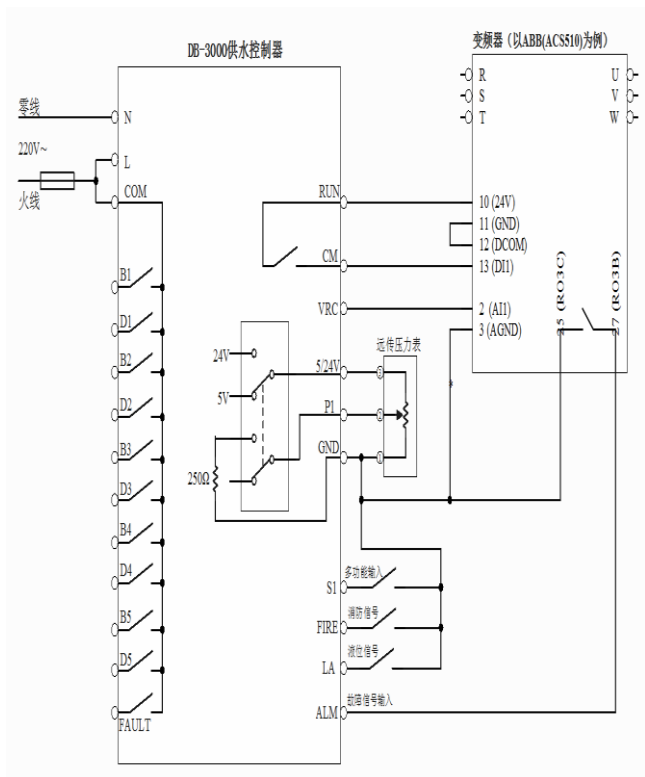 变频器（以ABB(ACS510)为例）
DB-3000供水控制器
零线
N
220V~
L
火线
COM
B1
D1
B2
D2
B3
D3
B4
D4
B5
D5
FAULT
24V
5V
250Ω
RUN
CM
VRC
5/24V
P1
GND
S1
FIRE
LA
ALM
远传压力表
3
2
1
多功能输入
消防信号
液位信号
故障信号输入
R
S
T
U
V
W
10 (24V)
11 (GND)
12 (DCOM)
13 (DI1)
2 (AI1)
3 (AGND)
25 (RO3C)
27 (RO3B)